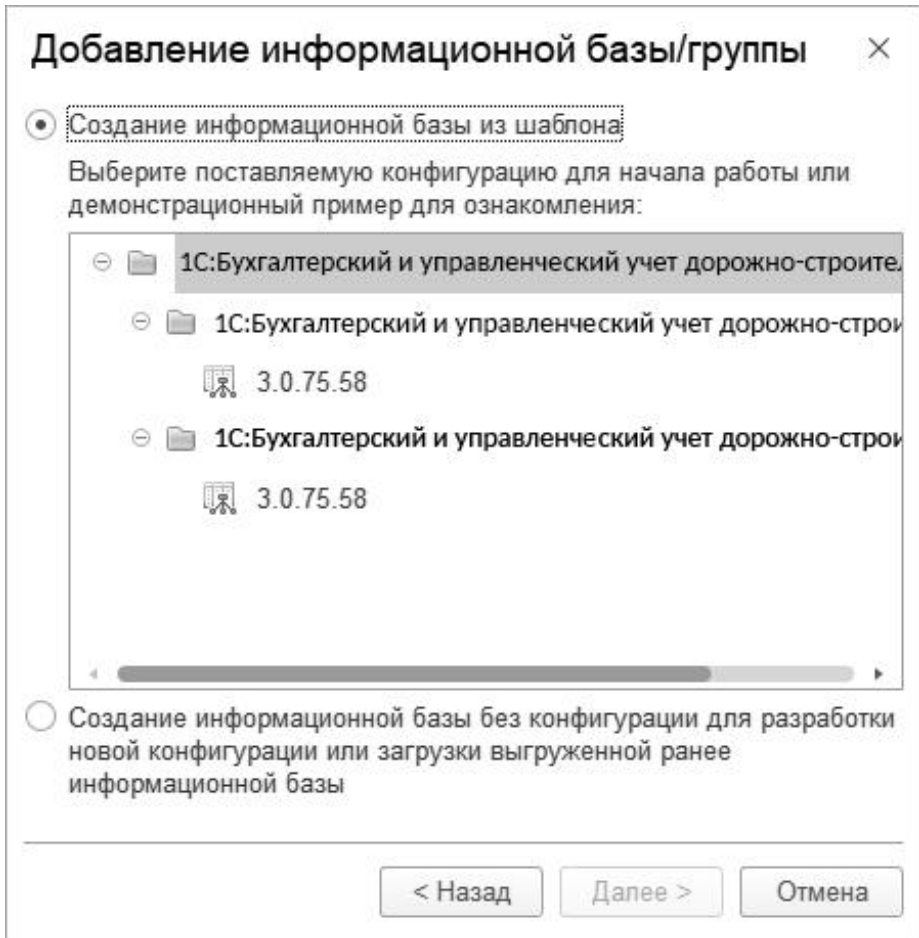 Добавление информационной базы/группы
Создание информационной базы из шаблона
Выберите поставляемую конфигурацию для начала работы или
демонстрационный пример для ознакомления:
1С:Бухгалтерский и управленческий учет дорожно-строите
1С:Бухгалтерский и управленческий учет дорожно-строи
3.0.75.58
1С:Бухгалтерский и управленческий учет дорожно-строи
3.0.75.58
Создание информационной базы без конфигурации для разработки
новой конфигурации или загрузки выгруженной ранее
информационной базы
< Назад
Далее >
Отмена